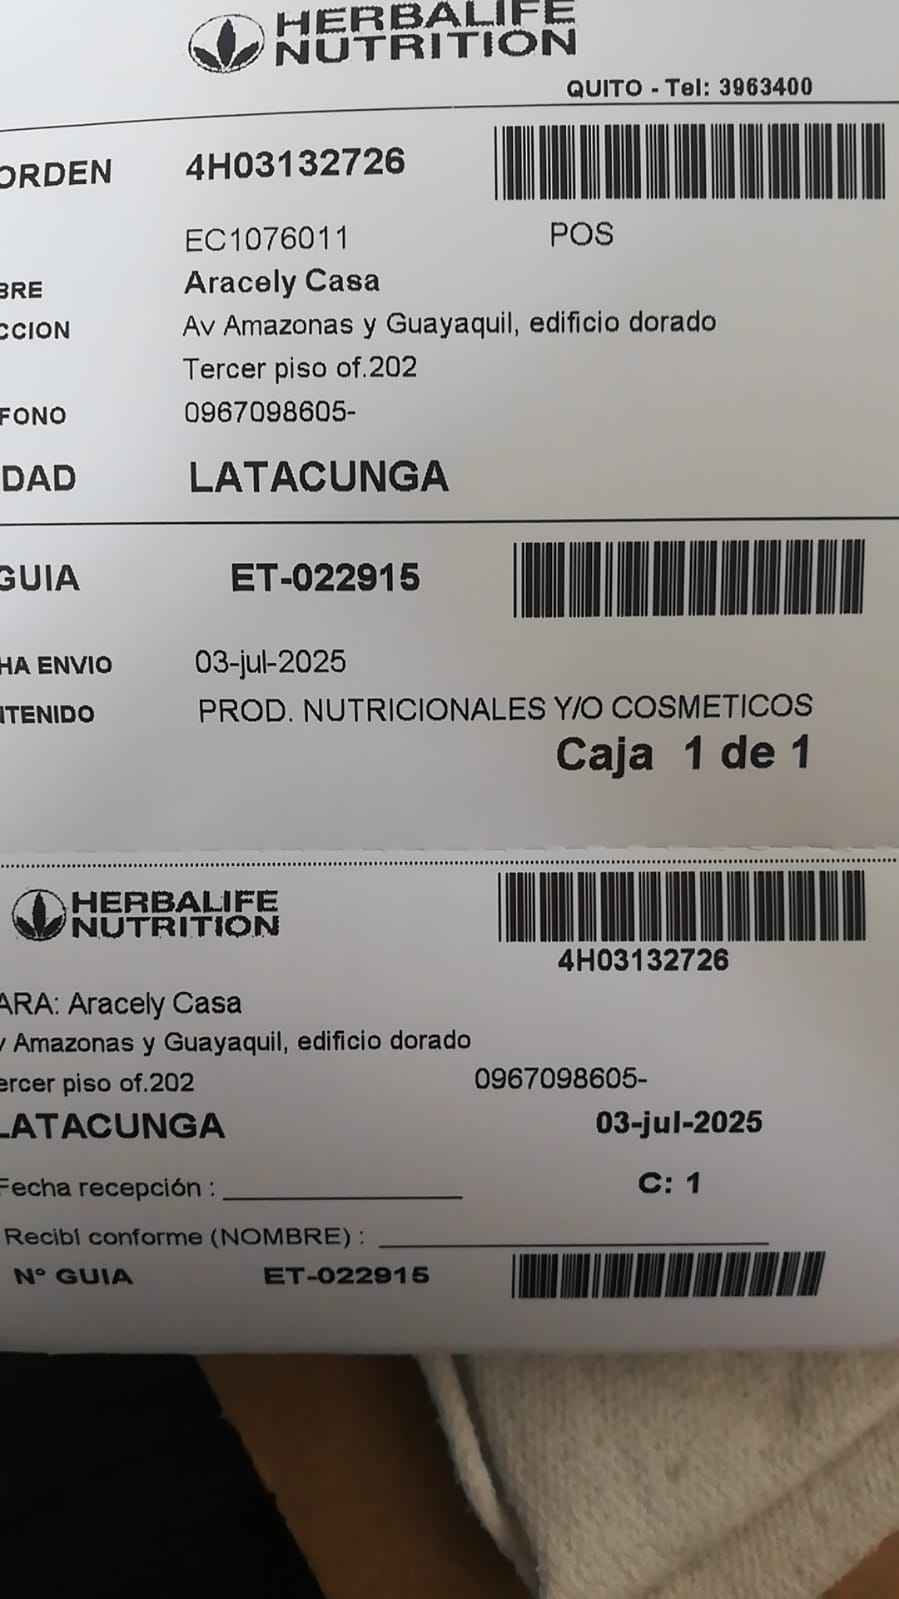 HERBALIFE
NUTRITION
QUITO - Tel: 3963400
ORDEN 4H03132726
EC1076011 POS
BRE Aracely Casa
CCION Av Amazonas y Guayaquil, edificio dorado
Tercer piso of.202
FONO 0967098605-
DAD LATACUNGA
GUIA ET-022915
HA ENVIO 03-jul-2025
NTENIDO PROD. NUTRICIONALES Y/O COSMETICOS
Caja 1 de 1
HERBALIFE
NUTRITION
4H03132726
ARA: Aracely Casa
v Amazonas y Guayaquil, edificio dorado
ercer piso of.202 0967098605-
LATACUNGA 03-jul-2025
Fecha recepción : C: 1
Recibí conforme (NOMBRE) :
Nº GUIA ET-022915